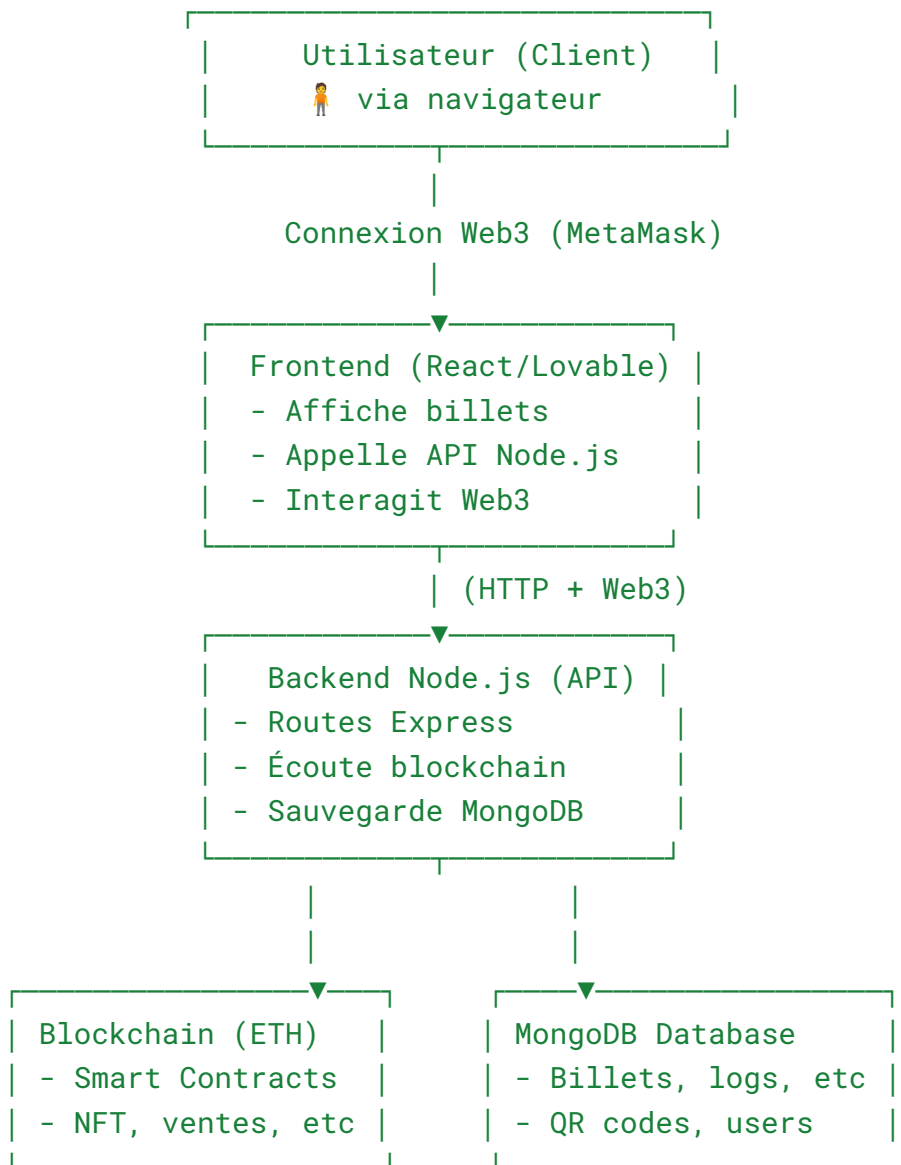 Utilisateur (Client)
🧍 via navigateur
Connexion Web3 (MetaMask)
Frontend (React/Lovable)
- Affiche billets
- Appelle API Node.js
- Interagit Web3
(HTTP + Web3)
Backend Node.js (API)
- Routes Express
- Écoute blockchain
- Sauvegarde MongoDB
Blockchain (ETH)
- Smart Contracts
- NFT, ventes, etc
MongoDB Database
- Billets, logs, etc
- QR codes, users